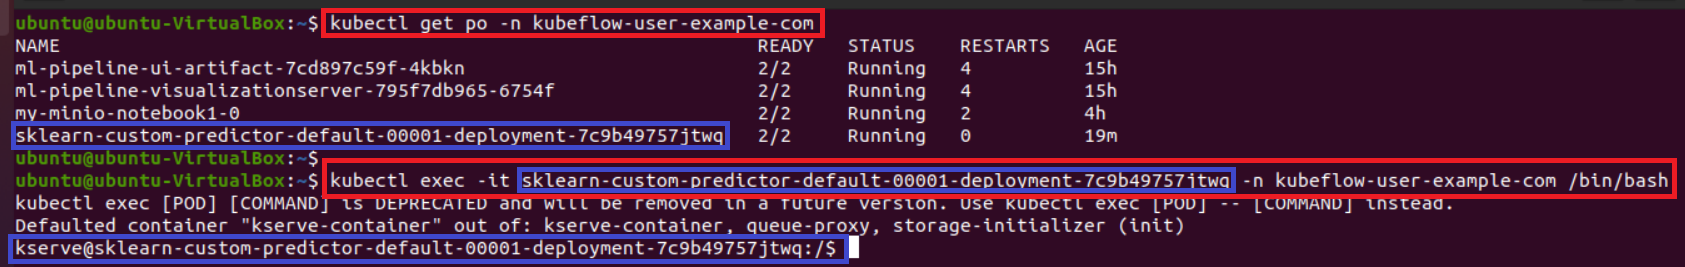 ubuntu@ubuntu-VirtualBox:~$ kubectl get po -n kubeflow-user-example-com
NAME READY STATUS RESTARTS AGE
ml-pipeline-ui-artifact-7cd897c59f-4kbkn 2/2 Running 4 15h
ml-pipeline-visualizationserver-795f7db965-6754f 2/2 Running 4 15h
my-minio-notebook1-0 2/2 Running 2 4h
sklearn-custom-predictor-default-00001-deployment-7c9b49757jtwq 2/2 Running 0 19m
ubuntu@ubuntu-VirtualBox:~$
ubuntu@ubuntu-VirtualBox:~$ kubectl exec -it sklearn-custom-predictor-default-00001-deployment-7c9b49757jtwq -n kubeflow-user-example-com /bin/bash
kubectl exec [POD] [COMMAND] is DEPRECATED and will be removed in a future version. Use kubectl exec [POD] -- [COMMAND] instead.
Defaulted container "kserve-container" out of: kserve-container, queue-proxy, storage-initializer (init)
kserve@sklearn-custom-predictor-default-00001-deployment-7c9b49757jtwq:/$